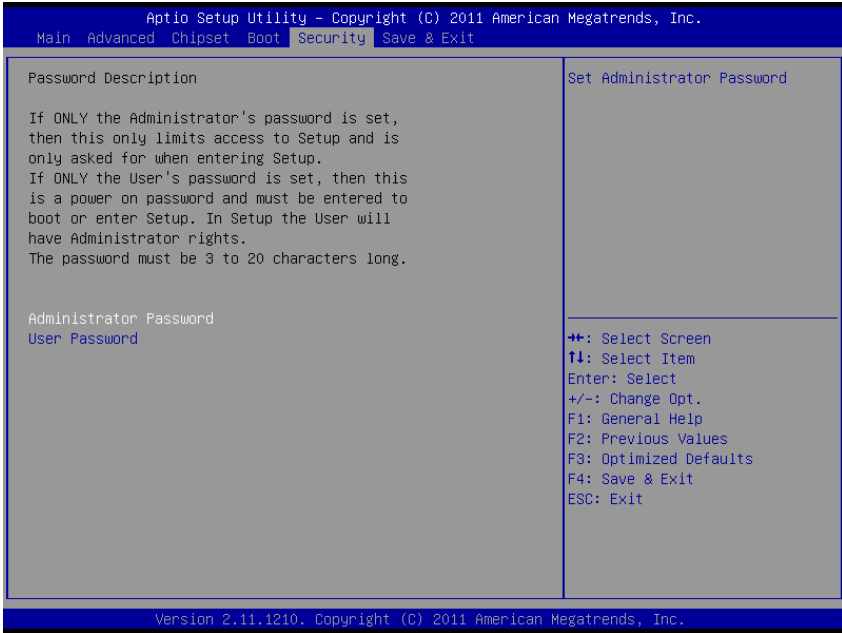 Aptio Setup Utility – Copyright (C) 2011 American Megatrends, Inc.
Main Advanced Chipset Boot Security Save & Exit
Password Description
If ONLY the Administrator's password is set,
then this only limits access to Setup and is
only asked for when entering Setup.
If ONLY the User's password is set, then this
is a power on password and must be entered to
boot or enter Setup. In Setup the User will
have Administrator rights.
The password must be 3 to 20 characters long.
Administrator Password
User Password
Set Administrator Password
→←: Select Screen
↑↓: Select Item
Enter: Select
+/-: Change Opt.
F1: General Help
F2: Previous Values
F3: Optimized Defaults
F4: Save & Exit
ESC: Exit
Version 2.11.1210. Copyright (C) 2011 American Megatrends, Inc.